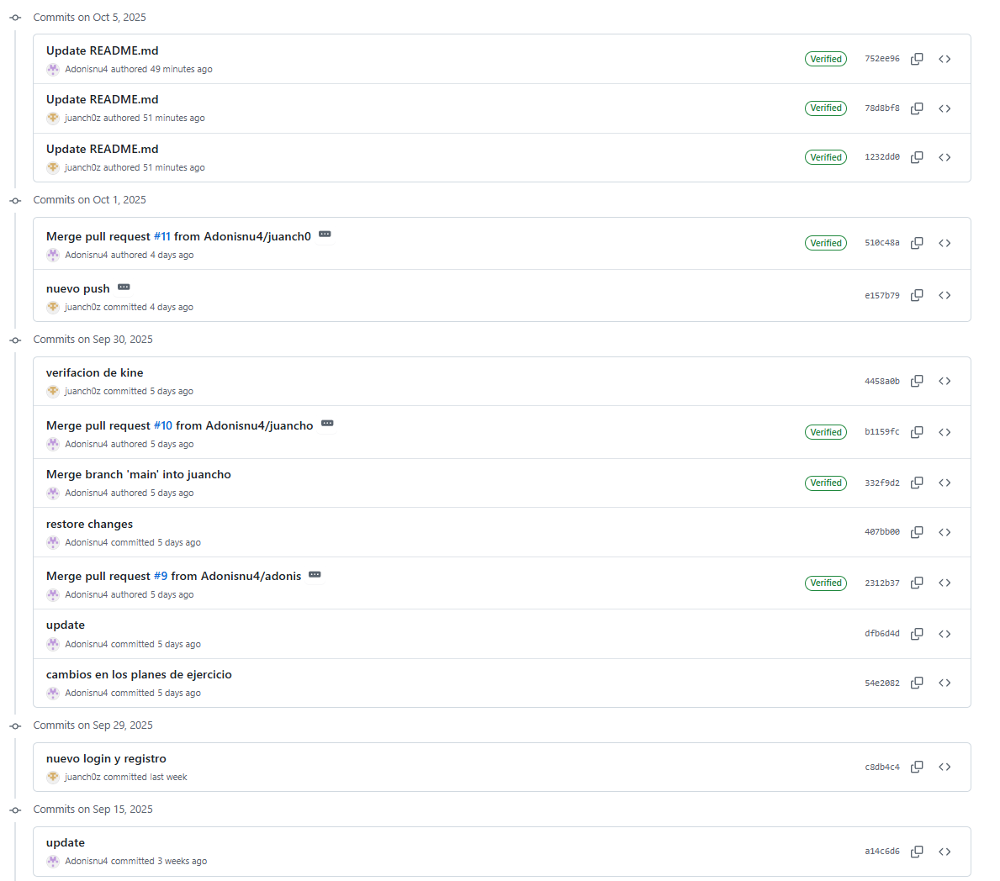 Commits on Oct 5, 2025
Update README.md
Adonisnu4 authored 49 minutes ago
Verified
752ee96
Update README.md
juanch0z authored 51 minutes ago
Verified
78d8bf8
Update README.md
juanch0z authored 51 minutes ago
Verified
1232dd0
Commits on Oct 1, 2025
Merge pull request #11 from Adonisnu4/juanch0
Adonisnu4 authored 4 days ago
Verified
510c48a
nuevo push
juanch0z committed 4 days ago
e157b79
Commits on Sep 30, 2025
verifacion de kine
juanch0z committed 5 days ago
4458a0b
Merge pull request #10 from Adonisnu4/juancho
Adonisnu4 authored 5 days ago
Verified
b1159fc
Merge branch 'main' into juancho
Adonisnu4 authored 5 days ago
Verified
332f9d2
restore changes
Adonisnu4 committed 5 days ago
407bb00
Merge pull request #9 from Adonisnu4/adonis
Adonisnu4 authored 5 days ago
Verified
2312b37
update
Adonisnu4 committed 5 days ago
dfb6d4d
cambios en los planes de ejercicio
Adonisnu4 committed 5 days ago
54e2082
Commits on Sep 29, 2025
nuevo login y registro
juanch0z committed last week
c8db4c4
Commits on Sep 15, 2025
update
Adonisnu4 committed 3 weeks ago
a14c6d6